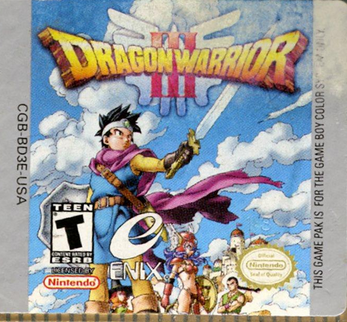 DRAGON WARRIOR
III
CGB-BD3E-USA
TEEN
T
CONTENT RATED BY
ESRB
LICENSED BY
Nintendo
e
ENIX
Official
Nintendo
Seal of Quality
THIS GAME PAK IS FOR THE GAME BOY COLOR